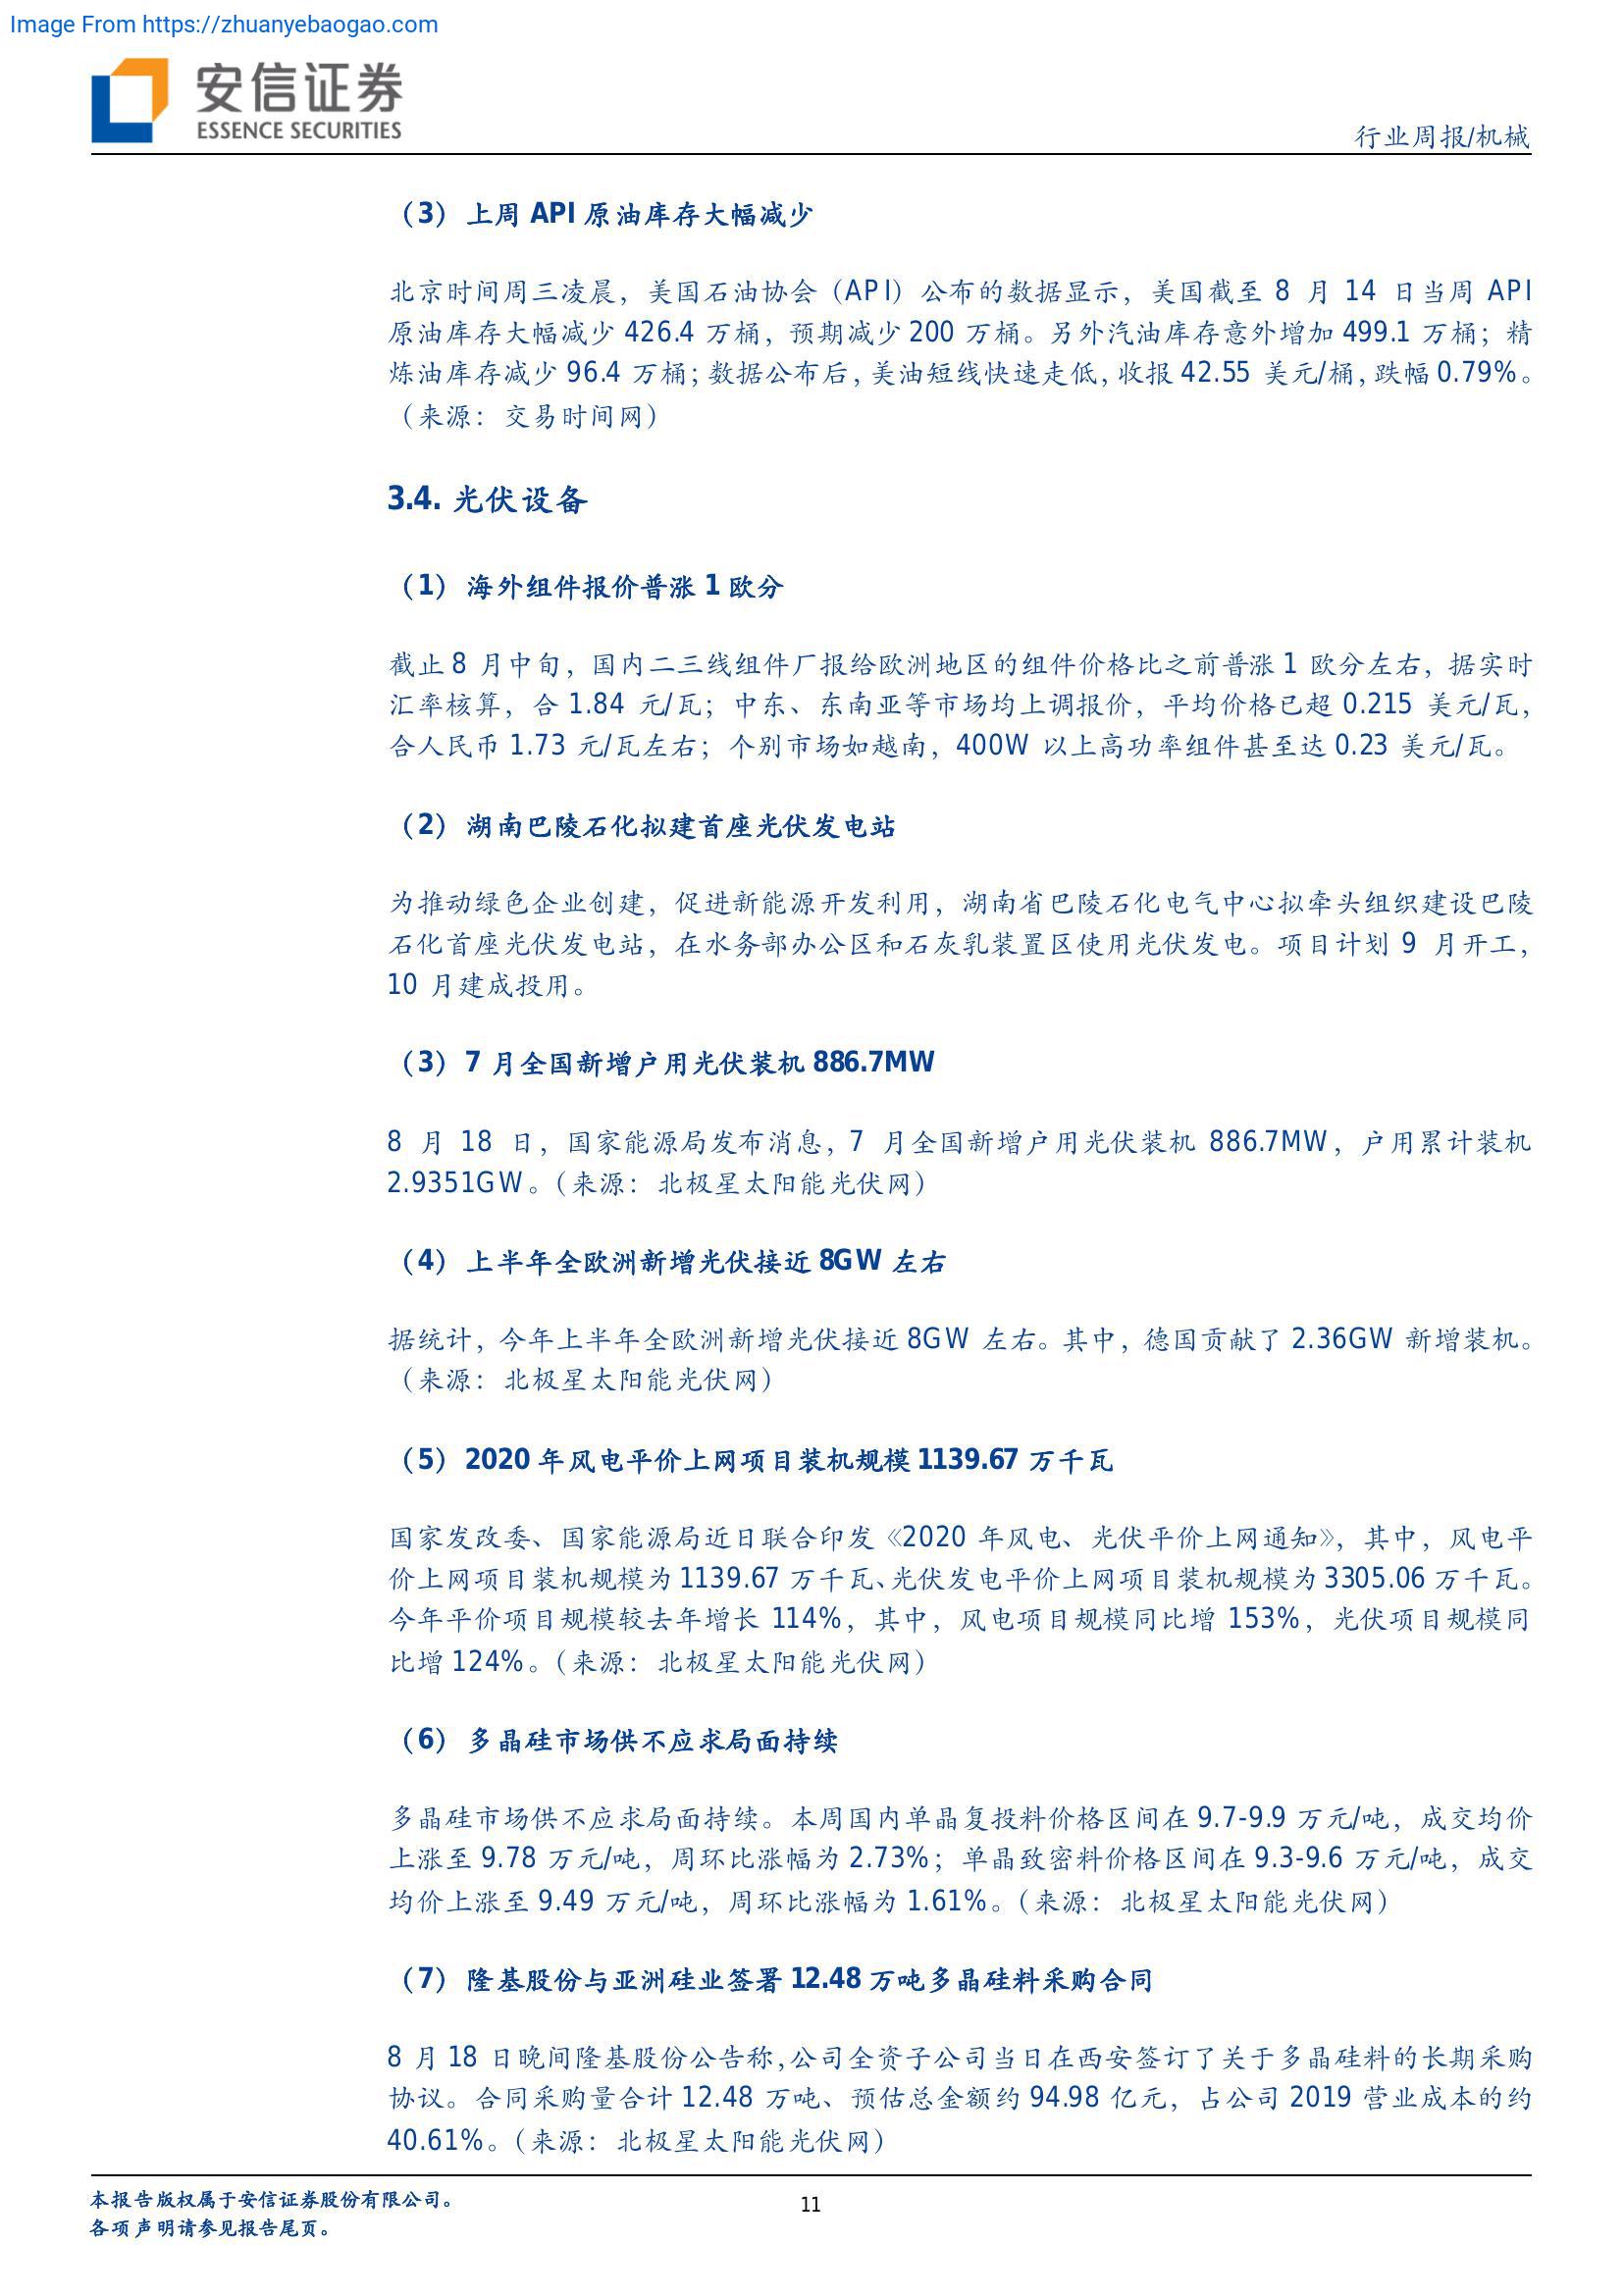 Image From https://zhuanyebaogao.com
安信证券
ESSENCE SECURITIES
行业周报/机械
（3） 上周 API 原油库存大幅减少
北京时间周三凌晨，美国石油协会（API）公布的数据显示，美国截至 8 月 14 日当周 API
原油库存大幅减少 426.4 万桶，预期减少 200 万桶。另外汽油库存意外增加 499.1 万桶；精
炼油库存减少 96.4 万桶；数据公布后，美油短线快速走低，收报 42.55 美元/桶，跌幅 0.79%。
（来源：交易时间网）
3.4. 光伏设备
（1） 海外组件报价普涨 1 欧分
截止 8 月中旬，国内二三线组件厂报给欧洲地区的组件价格比之前普涨 1 欧分左右，据实时
汇率核算，合 1.84 元/瓦；中东、东南亚等市场均上调报价，平均价格已超 0.215 美元/瓦，
合人民币 1.73 元/瓦左右；个别市场如越南，400W 以上高功率组件甚至达 0.23 美元/瓦。
（2） 湖南巴陵石化拟建首座光伏发电站
为推动绿色企业创建，促进新能源开发利用，湖南省巴陵石化电气中心拟牵头组织建设巴陵
石化首座光伏发电站，在水务部办公区和石灰乳装置区使用光伏发电。项目计划 9 月开工，
10 月建成投用。
（3） 7 月全国新增户用光伏装机 886.7MW
8 月 18 日，国家能源局发布消息，7 月全国新增户用光伏装机 886.7MW，户用累计装机
2.9351GW。（来源：北极星太阳能光伏网）
（4） 上半年全欧洲新增光伏接近 8GW 左右
据统计，今年上半年全欧洲新增光伏接近 8GW 左右。其中，德国贡献了 2.36GW 新增装机。
（来源：北极星太阳能光伏网）
（5） 2020 年风电平价上网项目装机规模 1139.67 万千瓦
国家发改委、国家能源局近日联合印发《2020 年风电、光伏平价上网通知》，其中，风电平
价上网项目装机规模为 1139.67 万千瓦、光伏发电平价上网项目装机规模为 3305.06 万千瓦。
今年平价项目规模较去年增长 114%，其中，风电项目规模同比增 153%，光伏项目规模同
比增 124%。（来源：北极星太阳能光伏网）
（6） 多晶硅市场供不应求局面持续
多晶硅市场供不应求局面持续。本周国内单晶复投料价格区间在 9.7-9.9 万元/吨，成交均价
上涨至 9.78 万元/吨，周环比涨幅为 2.73%；单晶致密料价格区间在 9.3-9.6 万元/吨，成交
均价上涨至 9.49 万元/吨，周环比涨幅为 1.61%。（来源：北极星太阳能光伏网）
（7） 隆基股份与亚洲硅业签署 12.48 万吨多晶硅料采购合同
8 月 18 日晚间隆基股份公告称，公司全资子公司当日在西安签订了关于多晶硅料的长期采购
协议。合同采购量合计 12.48 万吨、预估总金额约 94.98 亿元，占公司 2019 营业成本的约
40.61%。（来源：北极星太阳能光伏网）
本报告版权属于安信证券股份有限公司。
各项声明请参见报告尾页。
11